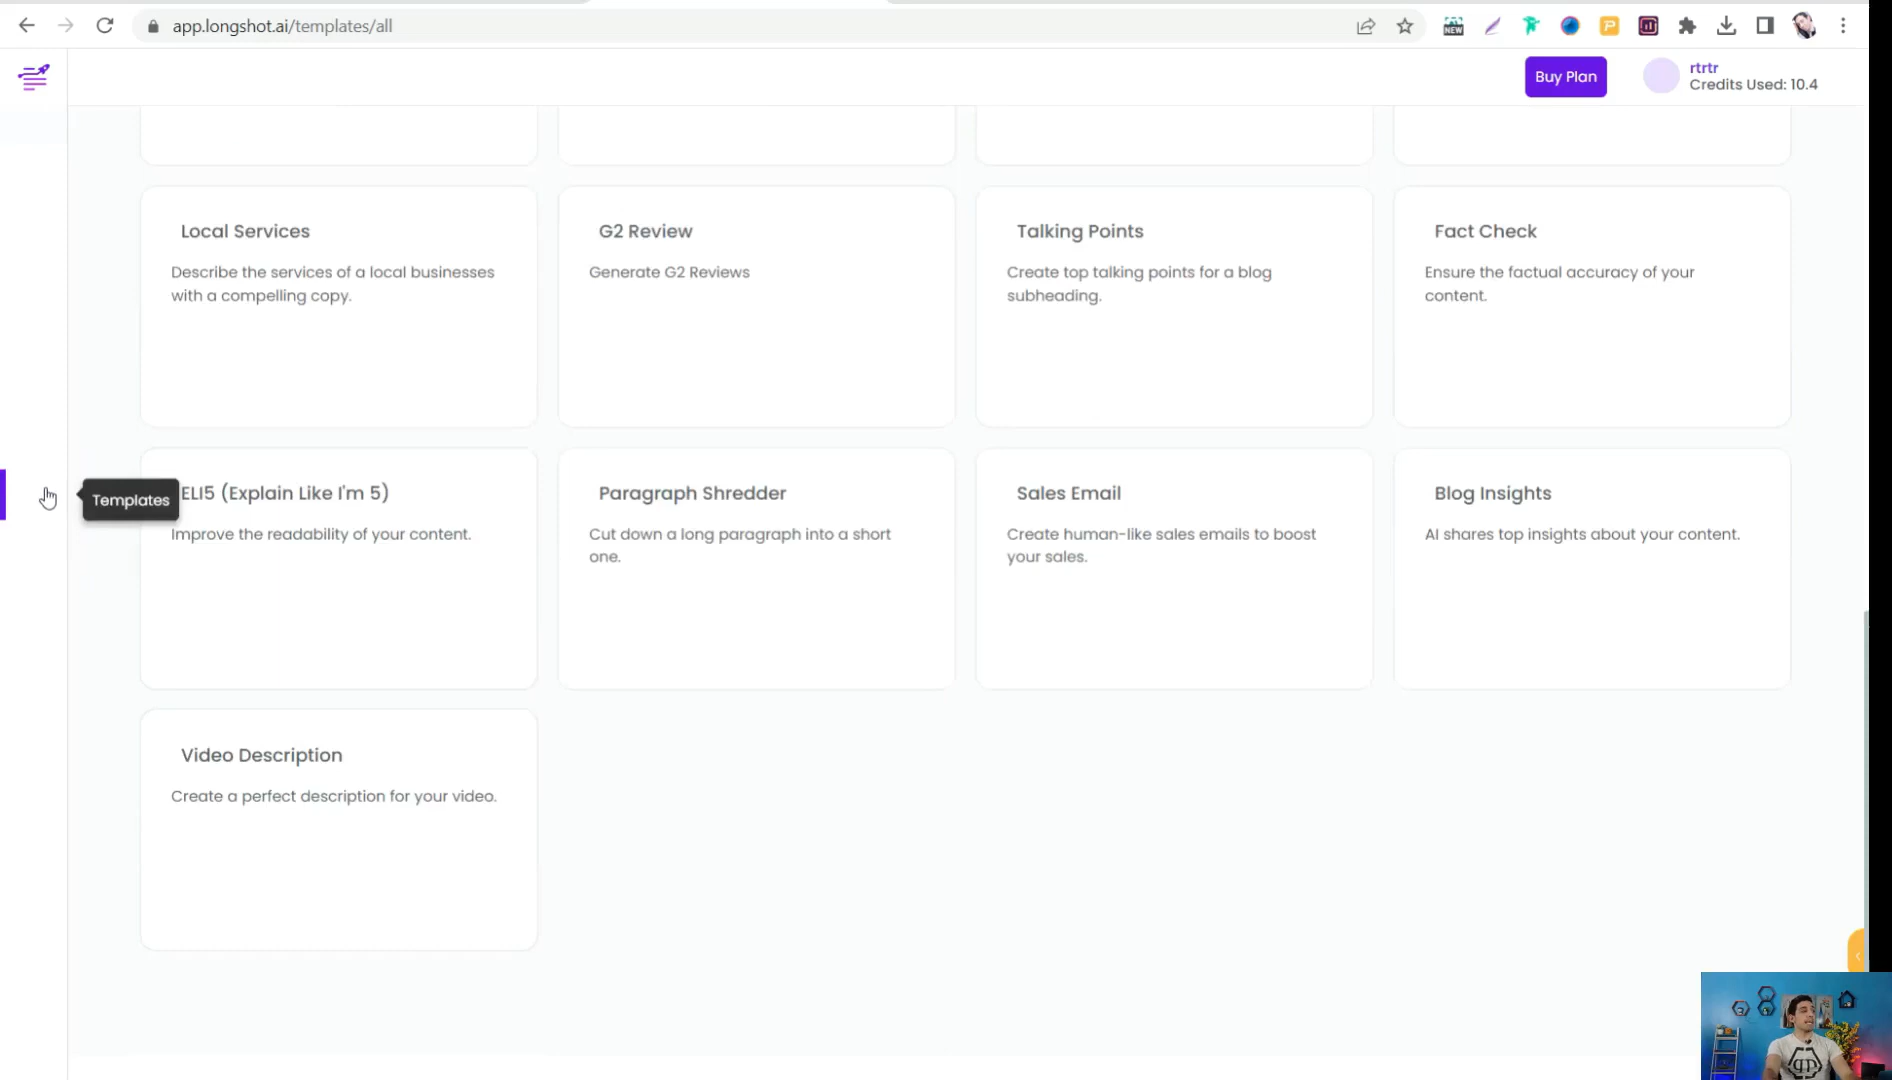 app.longshot.ai/templates/all
NEW
Buy Plan
rtrtr
Credits Used: 10.4
Local Services
Describe the services of a local businesses
with a compelling copy.
G2 Review
Generate G2 Reviews
Talking Points
Create top talking points for a blog
subheading.
Fact Check
Ensure the factual accuracy of your
content.
Templates
ELI5 (Explain Like I'm 5)
Improve the readability of your content.
Paragraph Shredder
Cut down a long paragraph into a short
one.
Sales Email
Create human-like sales emails to boost
your sales.
Blog Insights
AI shares top insights about your content.
Video Description
Create a perfect description for your video.